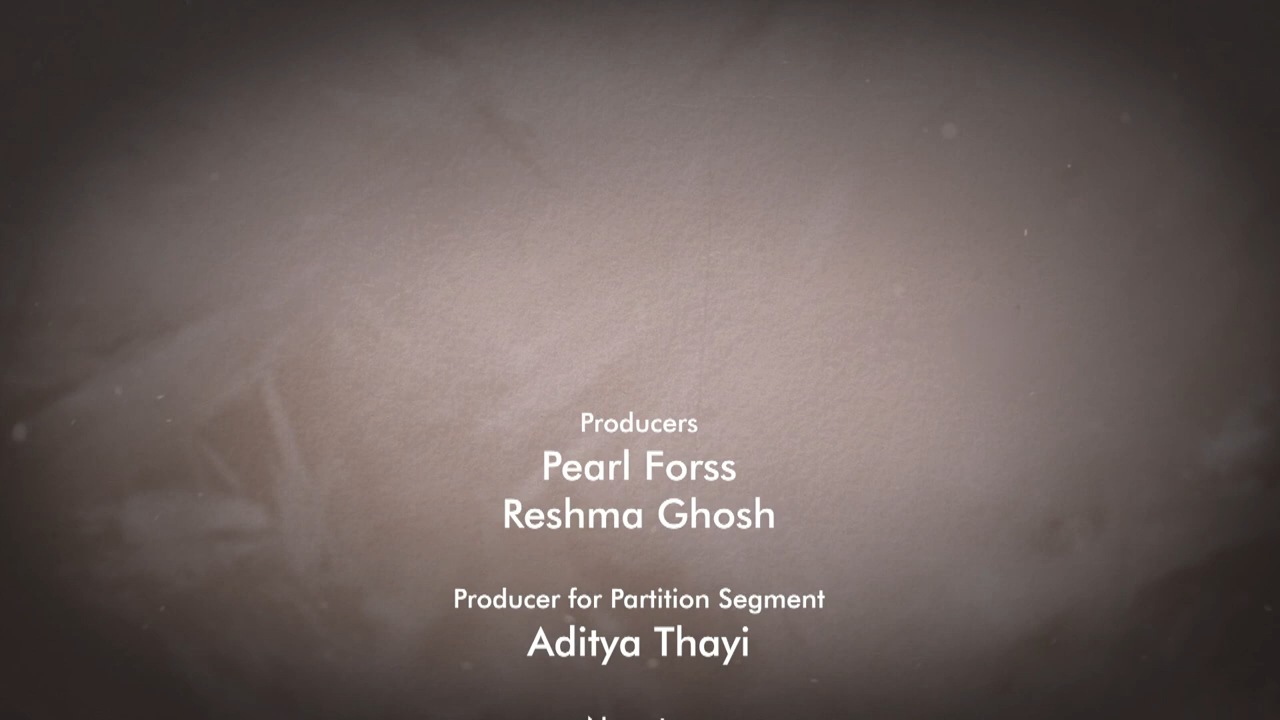 Producers
Pearl Forss
Reshma Ghosh
Producer for Partition Segment
Aditya Thayi